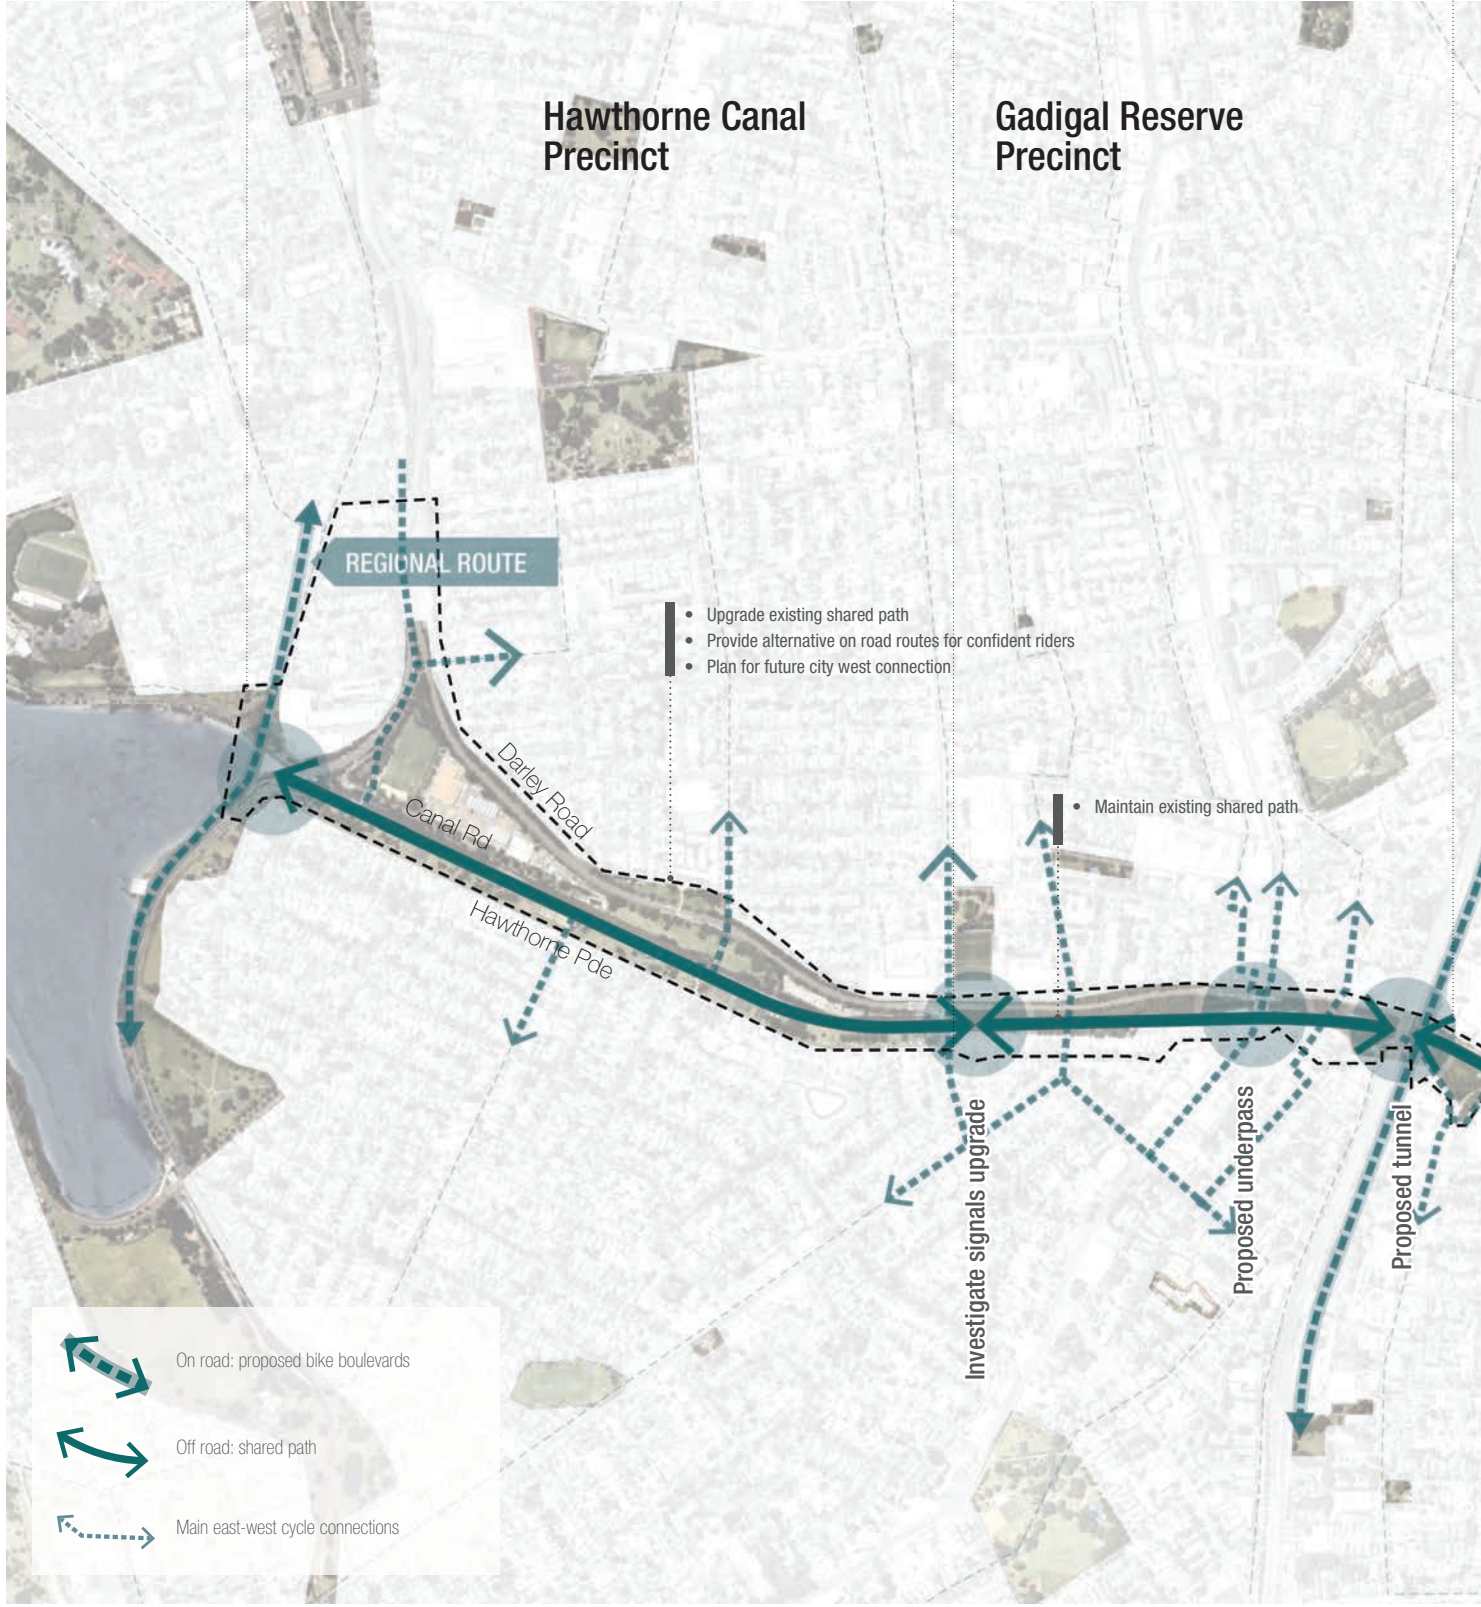 Hawthorne Canal
Precinct
Gadigal Reserve
Precinct
REGIONAL ROUTE
• Upgrade existing shared path
• Provide alternative on road routes for confident riders
• Plan for future city west connection
Darley Road
Canal Rd
Hawthorne Pde
• Maintain existing shared path
Investigate signals upgrade
Proposed underpass
Proposed tunnel
On road: proposed bike boulevards
Off road: shared path
Main east-west cycle connections